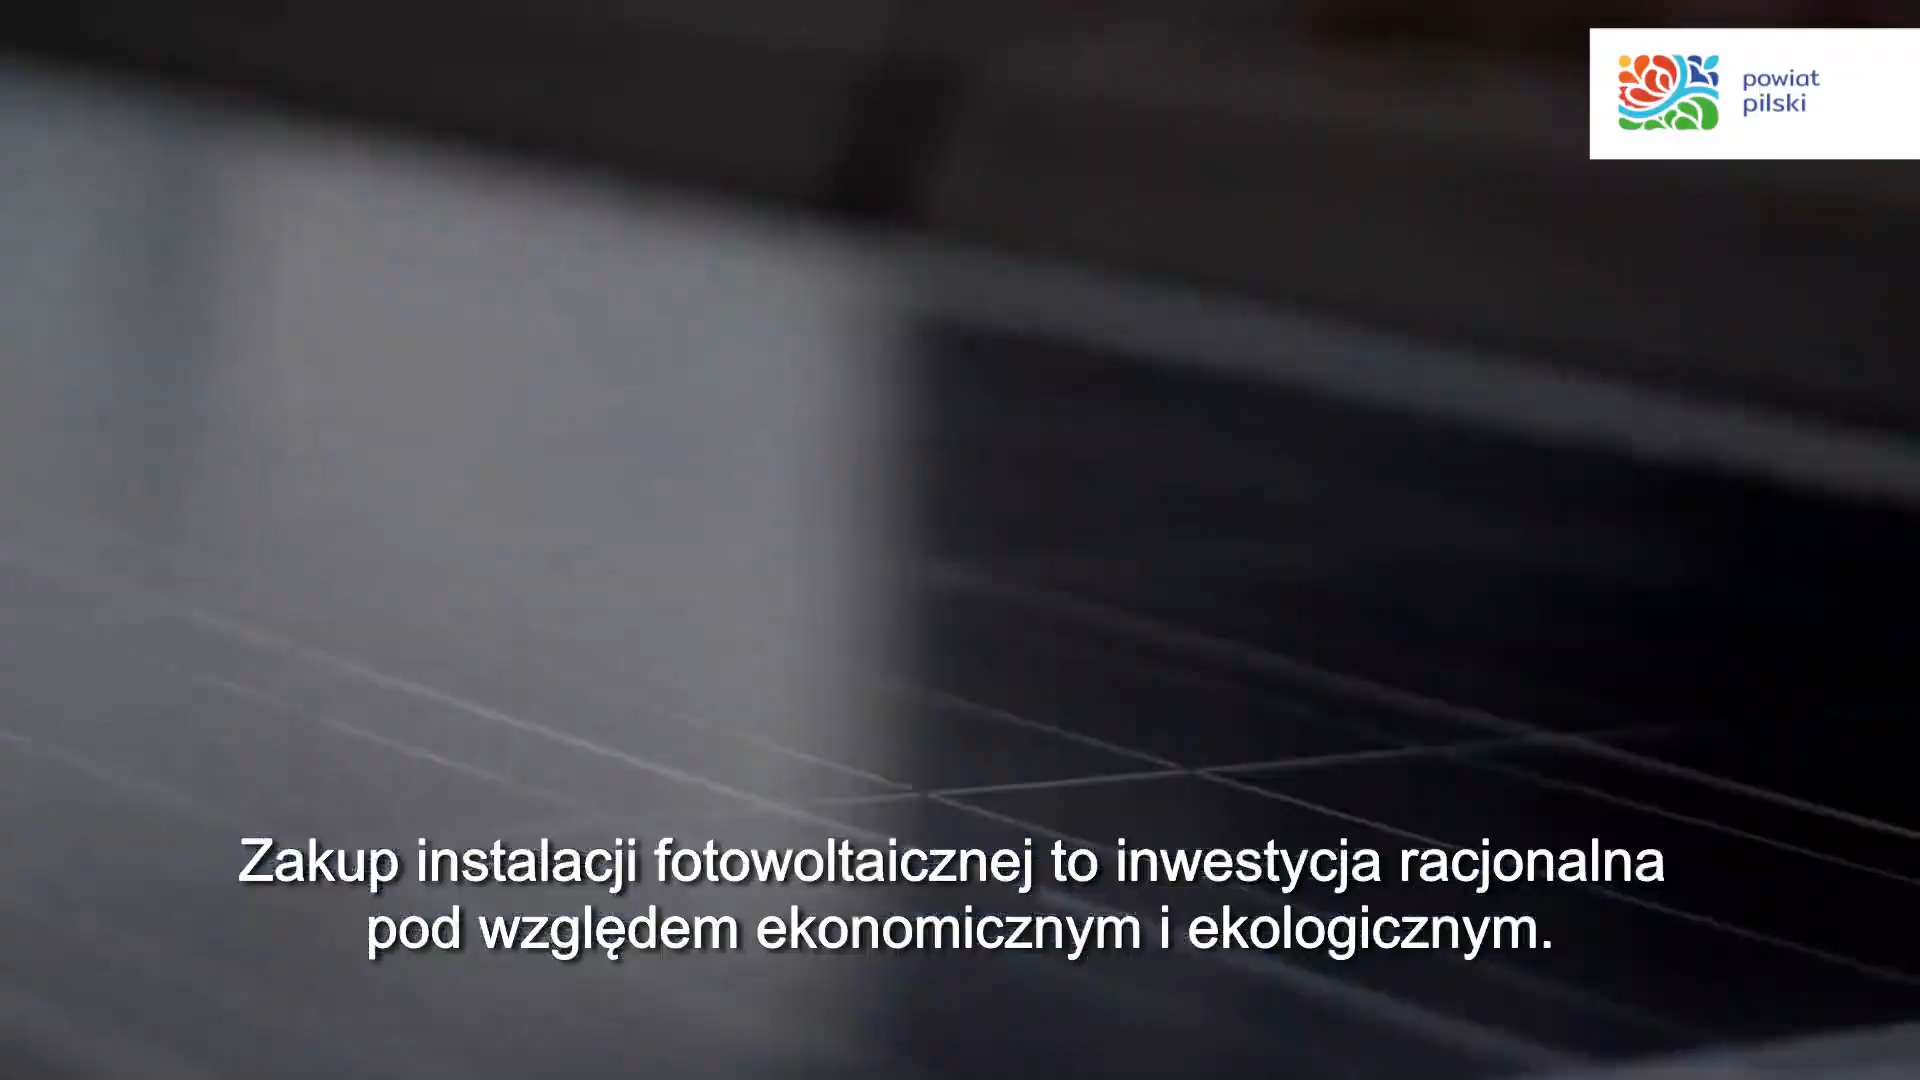 powiat
pilski
Zakup instalacji fotowoltaicznej to inwestycja racjonalna
pod względem ekonomicznym i ekologicznym.